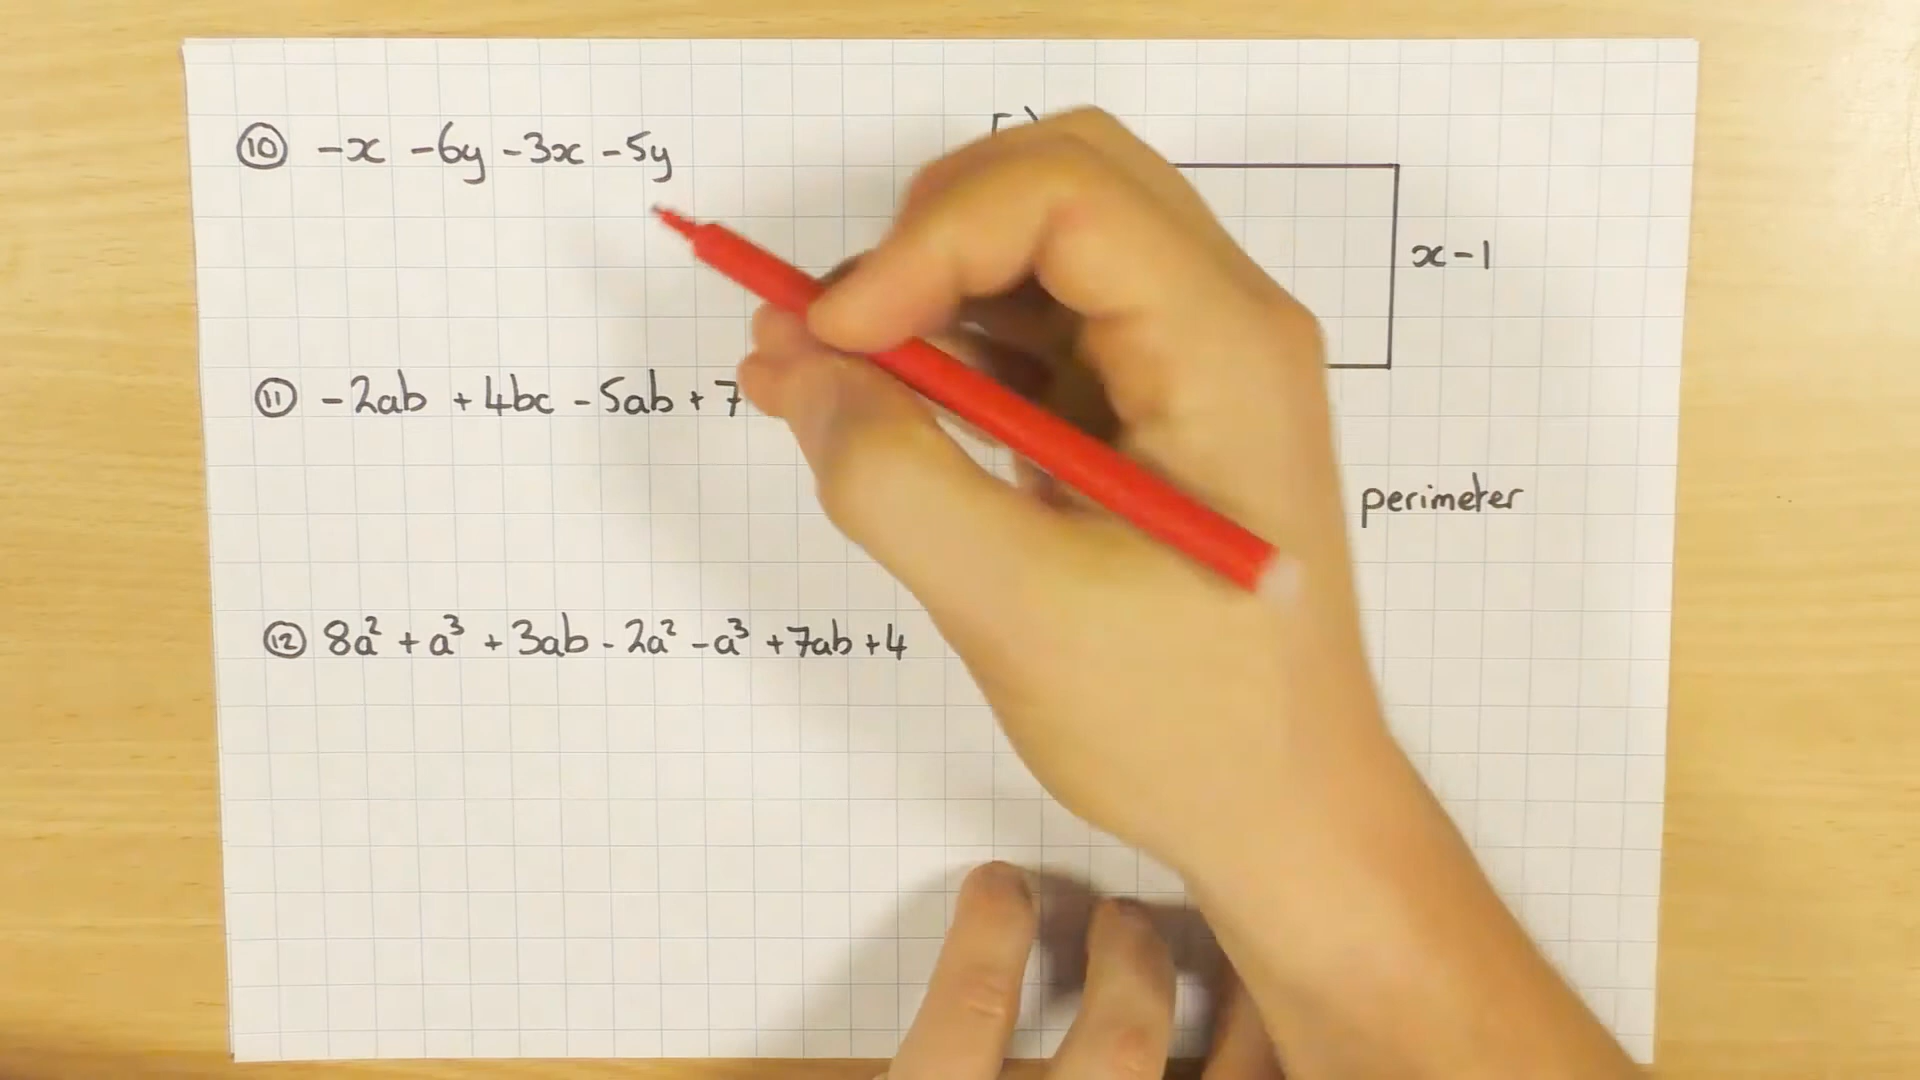 ⑩ -x -6y -3x -5y
x-1
⑪ -2ab + 4bc - 5ab + 7
perimeter
⑫ 8a² + a³ + 3ab - 2a² - a³ + 7ab + 4